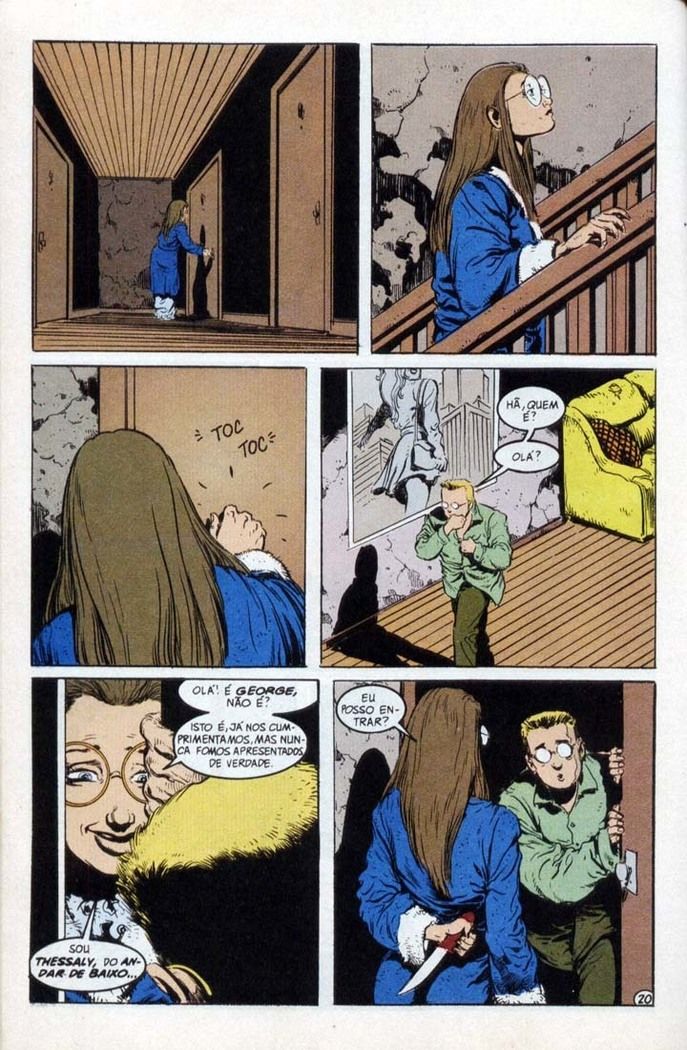 TOC
TOC
HÃ, QUEM
É?
OLÁ?
OLÁ! É GEORGE,
NÃO É?
ISTO É, JÁ NOS CUM-
PRIMENTAMOS, MAS NUN-
CA FOMOS APRESENTADOS
DE VERDADE.
SOU
THESSALY, DO AN-
DAR DE BAIXO...
EU
POSSO EN-
TRAR?
20